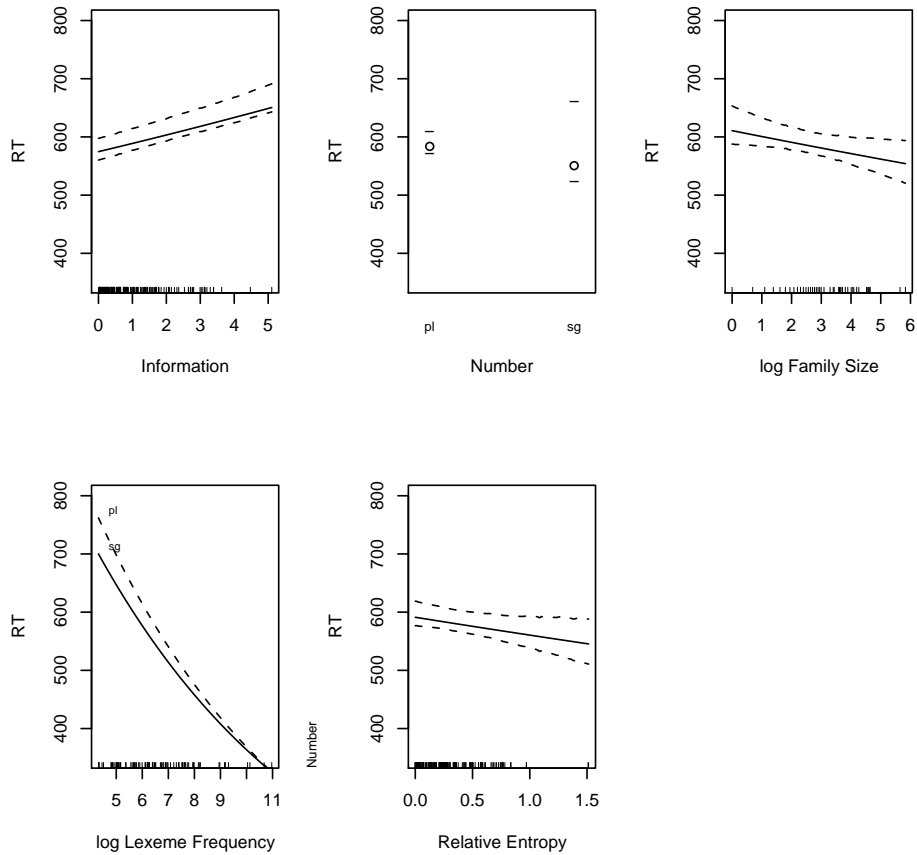 RT
800
700
600
500
400
0 1 2 3 4 5
Information
RT
800
700
600
500
400
pl sg
Number
RT
800
700
600
500
400
0 1 2 3 4 5 6
log Family Size
RT
800
700
600
500
400
pl
sg
5 6 7 8 9 11
log Lexeme Frequency
Number
RT
800
700
600
500
400
0.0 0.5 1.0 1.5
Relative Entropy